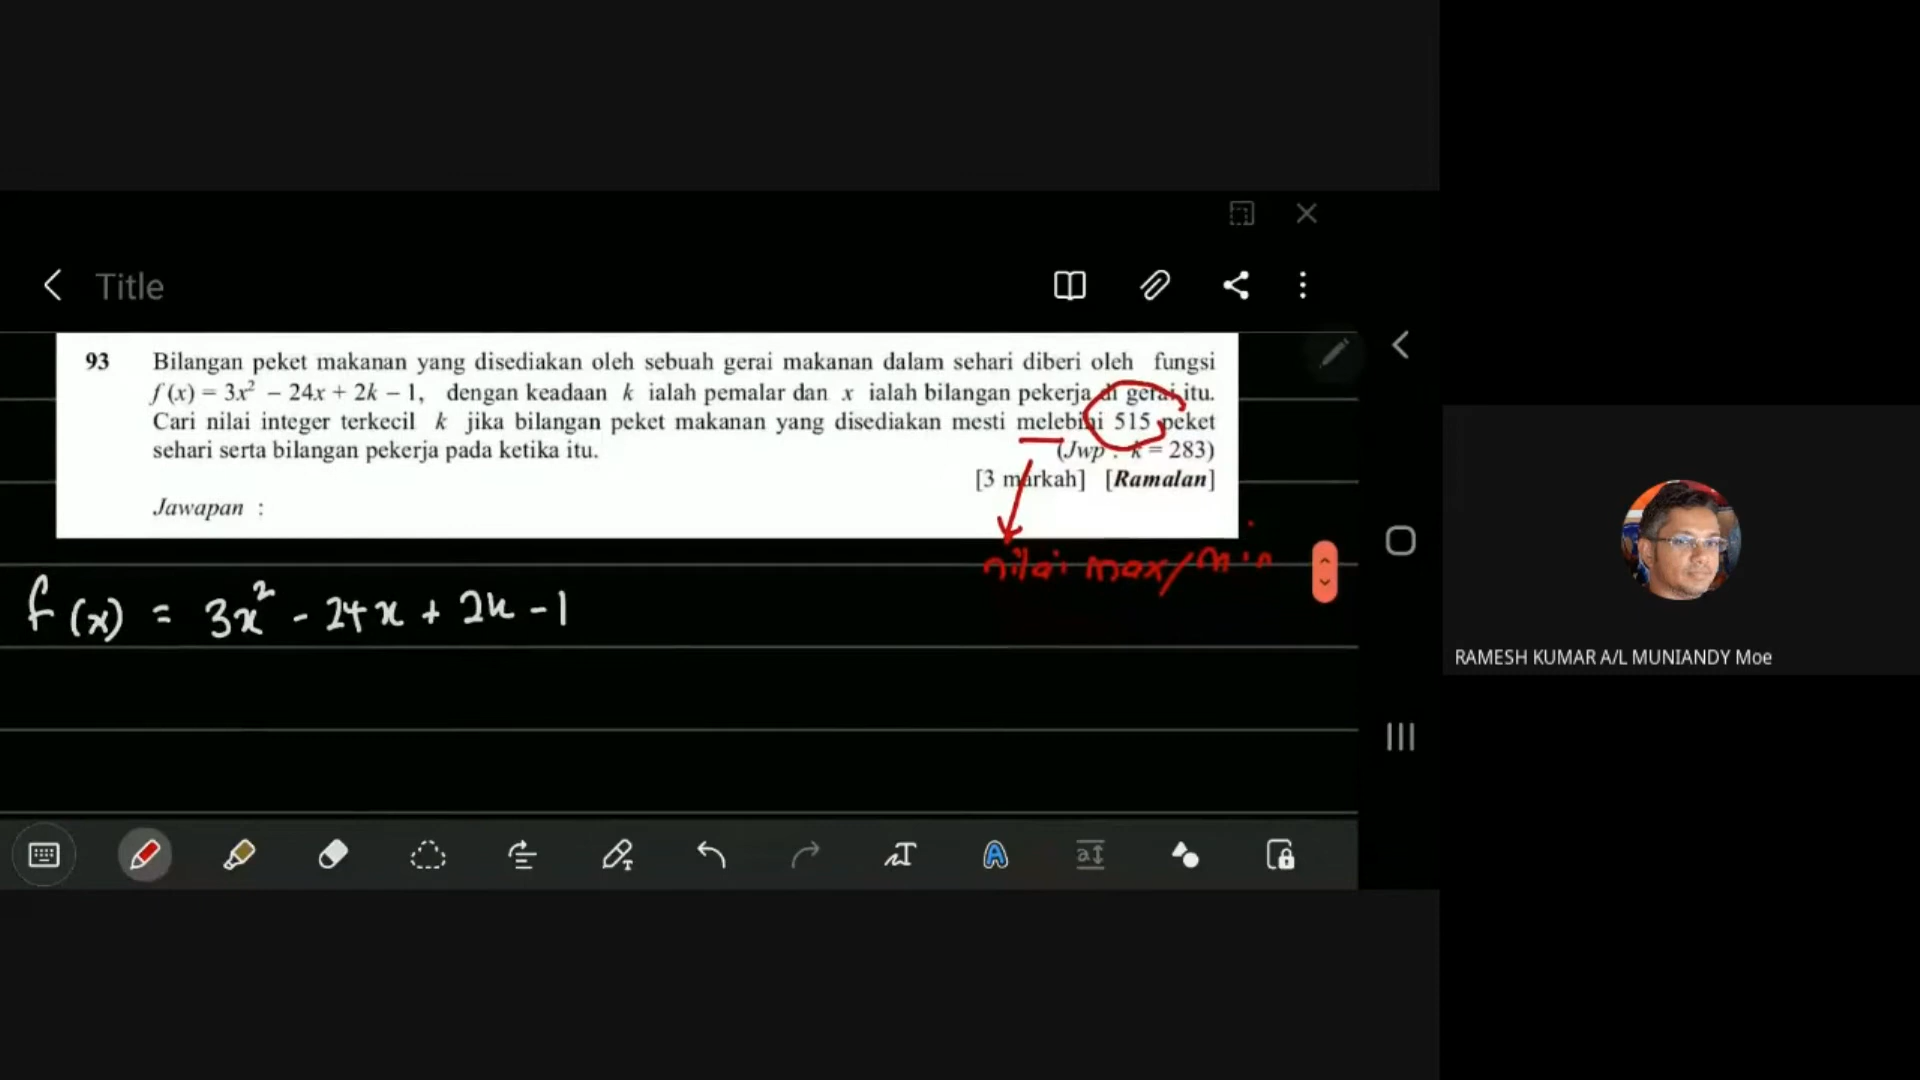 Title
93 Bilangan peket makanan yang disediakan oleh sebuah gerai makanan dalam sehari diberi oleh fungsi
f (x) = 3x² − 24x + 2k − 1, dengan keadaan k ialah pemalar dan x ialah bilangan pekerja di gerai itu.
Cari nilai integer terkecil k jika bilangan peket makanan yang disediakan mesti melebihi 515 peket
sehari serta bilangan pekerja pada ketika itu. (Jwp : k = 283)
[3 markah] [Ramalan]
Jawapan :
nilai max/min
f(x) = 3x² - 24x + 2k - 1
RAMESH KUMAR A/L MUNIANDY Moe